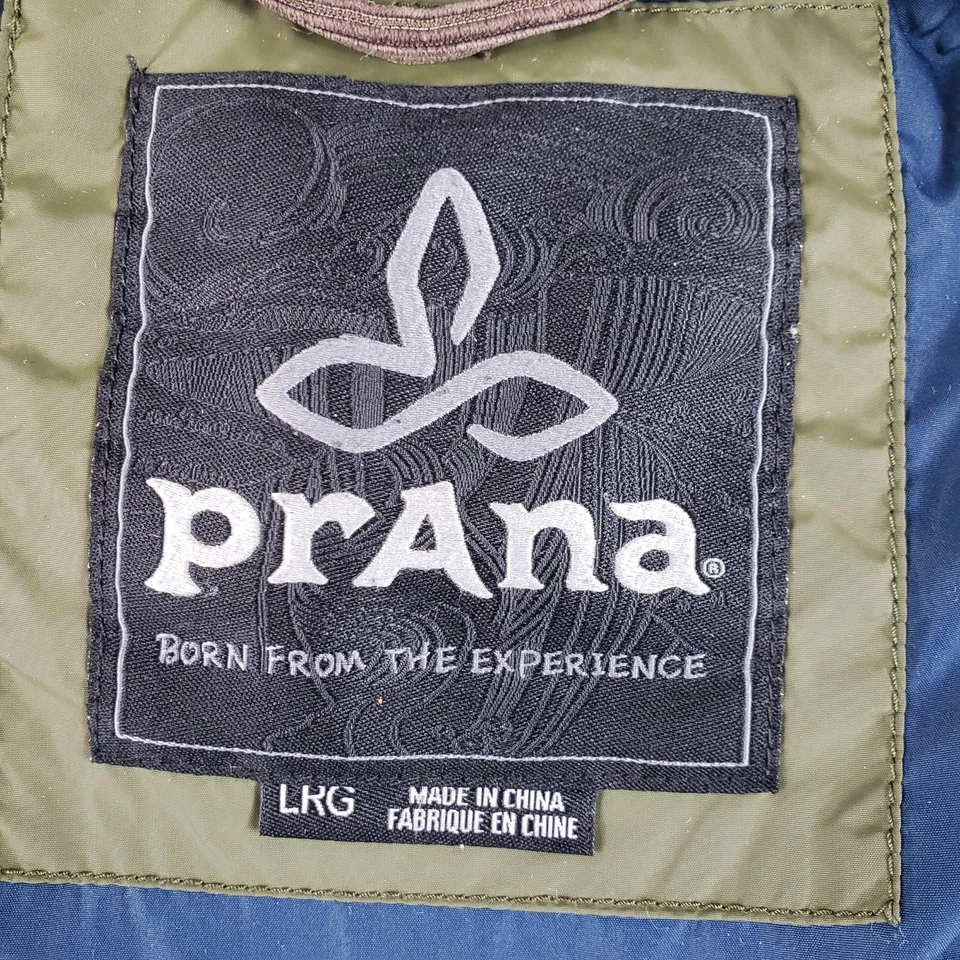 prAna®
BORN FROM THE EXPERIENCE
LRG
MADE IN CHINA
FABRIQUE EN CHINE